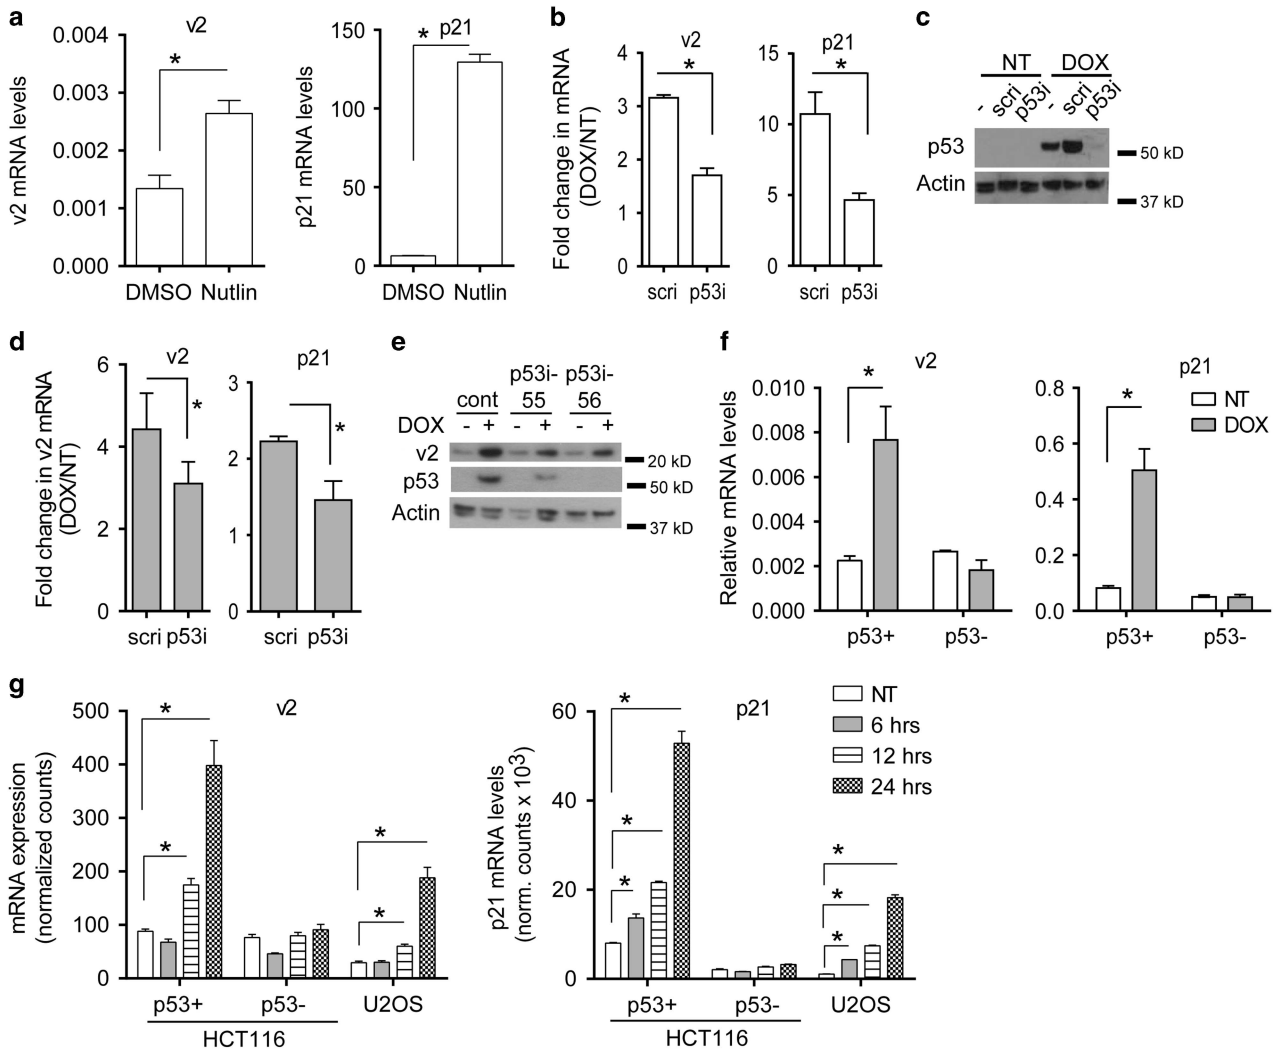 a
v2
v2 mRNA levels
0.004
0.003
0.002
0.001
0.000
*
DMSO Nutlin
p21
p21 mRNA levels
150
100
50
0
*
DMSO Nutlin
b
v2
Fold change in mRNA
(DOX/NT)
4
3
2
1
0
*
scri p53i
p21
15
10
5
0
*
scri p53i
c
NT DOX
- scri p53i - scri p53i
p53
50 kD
Actin
37 kD
d
v2
Fold change in v2 mRNA
(DOX/NT)
6
4
2
0
*
scri p53i
p21
3
2
1
0
*
scri p53i
e
cont p53i-55 p53i-56
DOX - + - + - +
v2
20 kD
p53
50 kD
Actin
37 kD
f
v2
Relative mRNA levels
0.010
0.008
0.006
0.004
0.002
0.000
*
p53+ p53-
p21
NT
DOX
0.8
0.6
0.4
0.2
0.0
*
p53+ p53-
g
v2
mRNA expression
(normalized counts)
500
400
300
200
100
0
*
*
*
*
p53+ p53- U2OS
HCT116
p21
p21 mRNA levels
(norm. counts x 10³)
60
40
20
0
*
*
*
*
*
*
p53+ p53- U2OS
HCT116
NT
6 hrs
12 hrs
24 hrs